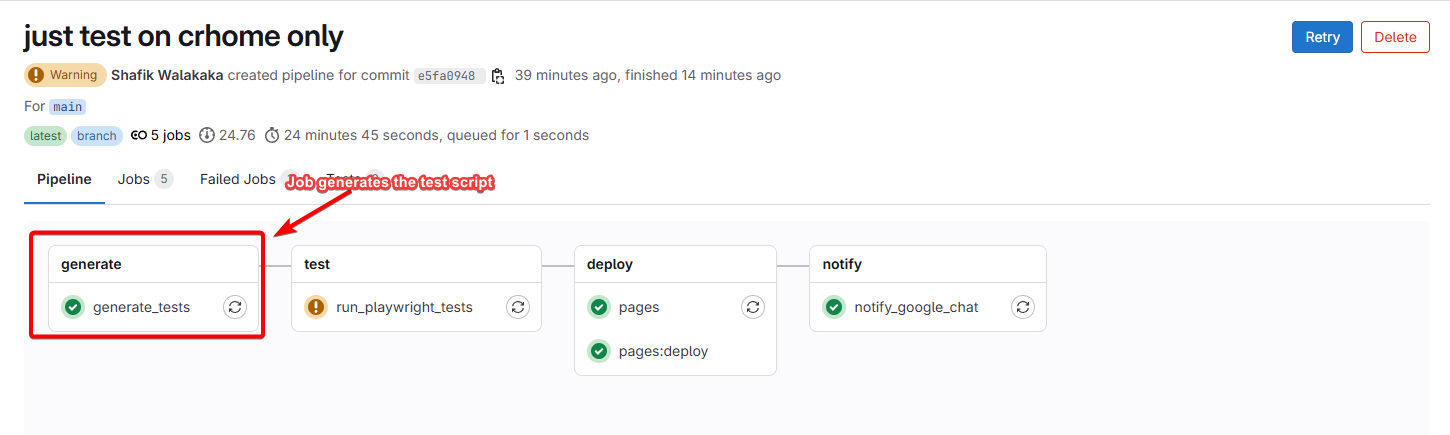 just test on crhome only
Retry
Delete
Warning Shafik Walakaka created pipeline for commit e5fa0948 39 minutes ago, finished 14 minutes ago
For main
latest branch 5 jobs 24.76 24 minutes 45 seconds, queued for 1 seconds
Pipeline Jobs 5 Failed Jobs
Job generates the test script
generate
generate_tests
test
run_playwright_tests
deploy
pages
pages:deploy
notify
notify_google_chat